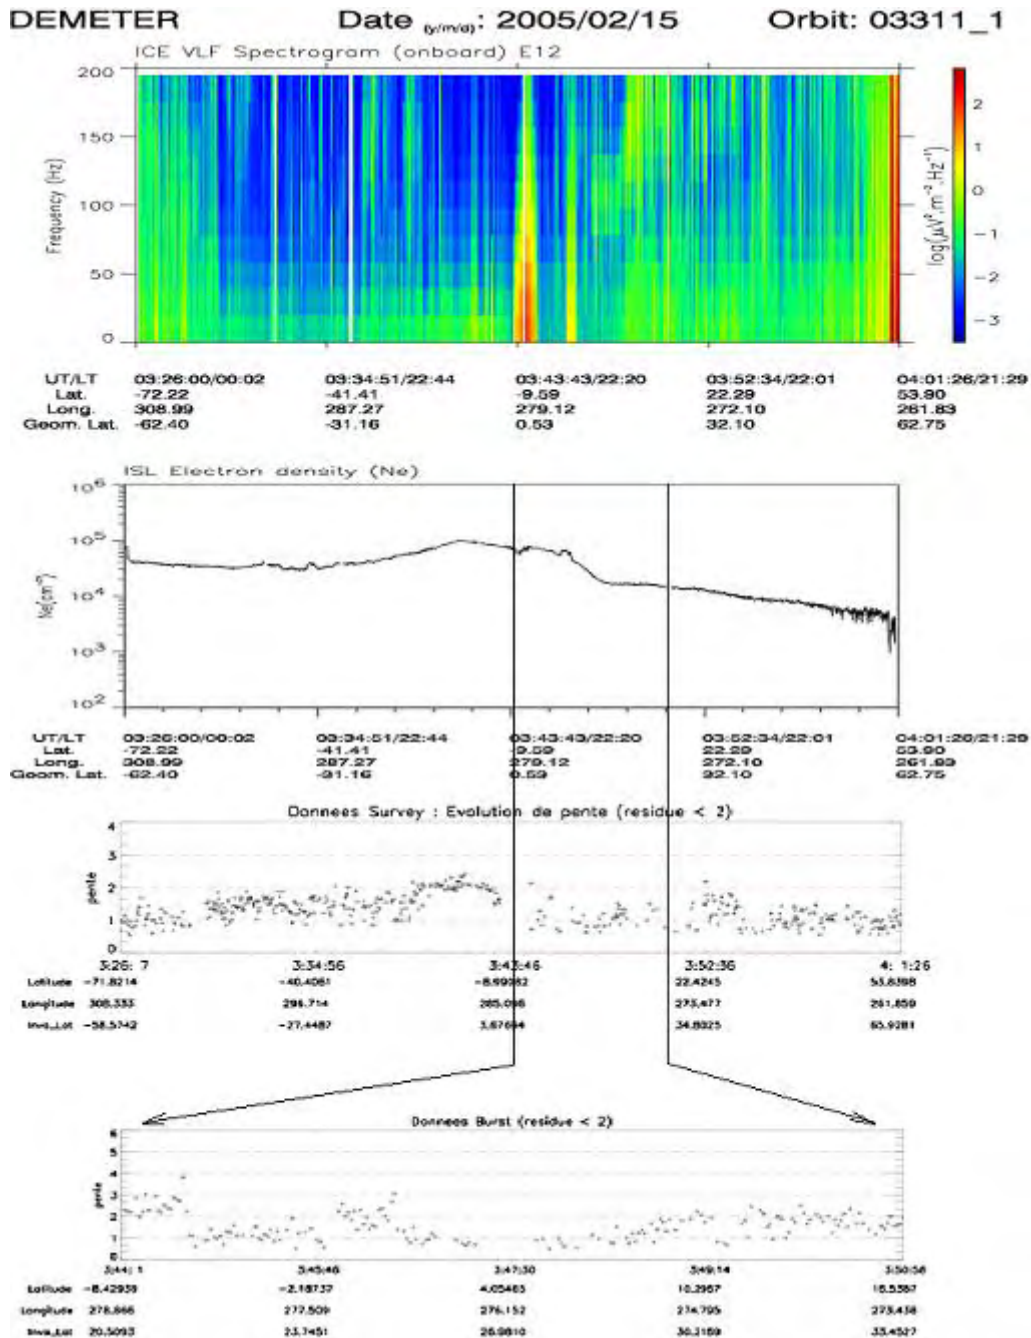 DEMETER Date (y/m/d): 2005/02/15 Orbit: 03311_1
ICE VLF Spectrogram (onboard) E12
200
150
100
50
0
Frequency (Hz)
2
1
0
−1
−2
−3
log(μV².m⁻².Hz⁻¹)
UT/LT 03:26:00/00:02 03:34:51/22:44 03:43:43/22:20 03:52:34/22:01 04:01:26/21:29
Lat. -72.22 -41.41 -9.59 22.29 53.90
Long. 308.99 287.27 279.12 272.10 261.83
Geom. Lat. -62.40 -31.16 0.53 32.10 62.75
ISL Electron density (Ne)
10⁶
10⁵
10⁴
10³
10²
Ne(cm⁻³)
UT/LT 03:26:00/00:02 03:34:51/22:44 03:43:43/22:20 03:52:34/22:01 04:01:26/21:29
Lat. -72.22 -41.41 -9.59 22.29 53.90
Long. 308.99 287.27 279.12 272.10
Geom. Lat. -62.40 -31.16 62.75
Donnees Survey : Evolution de pente (residue < 2)
4
3
2
1
0
pente
3:26: 7 3:34:56 3:43:46 3:52:36 4: 1:26
Latitude -71.8214 -40.4061 22.4245 53.8398
Longitude 308.333 296.714 285.096 273.477 261.859
Inva_Lat -58.5742 -27.4487 34.8025
Donnees Burst (residue < 2)
6
5
4
3
2
1
0
pente
3:44: 1 3:45:46 3:47:30 3:49:14 3:50:58
Latitude -8.42938 -2.18737 4.05465 10.2967 16.5387
Longitude 278.866 277.509 276.152 274.795 273.438
Inva_Lat 20.5093 23.7451 26.9810 33.4527